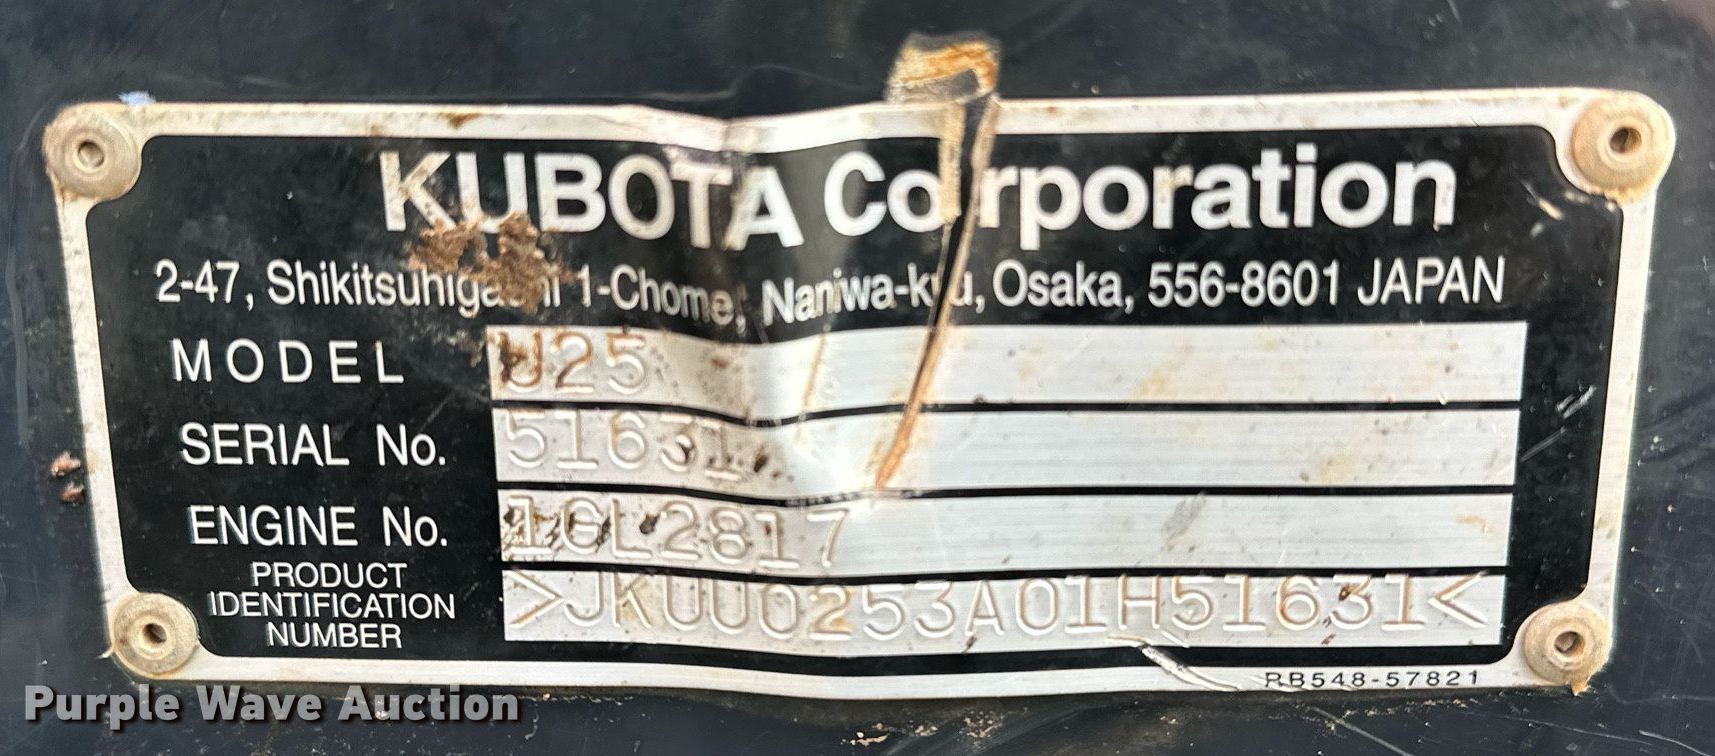 KUBOTA Corporation
2-47, Shikitsuhigashi 1-Chome, Naniwa-ku, Osaka, 556-8601 JAPAN
MODEL U25
SERIAL No. 51631
ENGINE No. 1GL2817
PRODUCT
IDENTIFICATION
NUMBER
>JKUU0253A01H51631<
RB548-57821
Purple Wave Auction